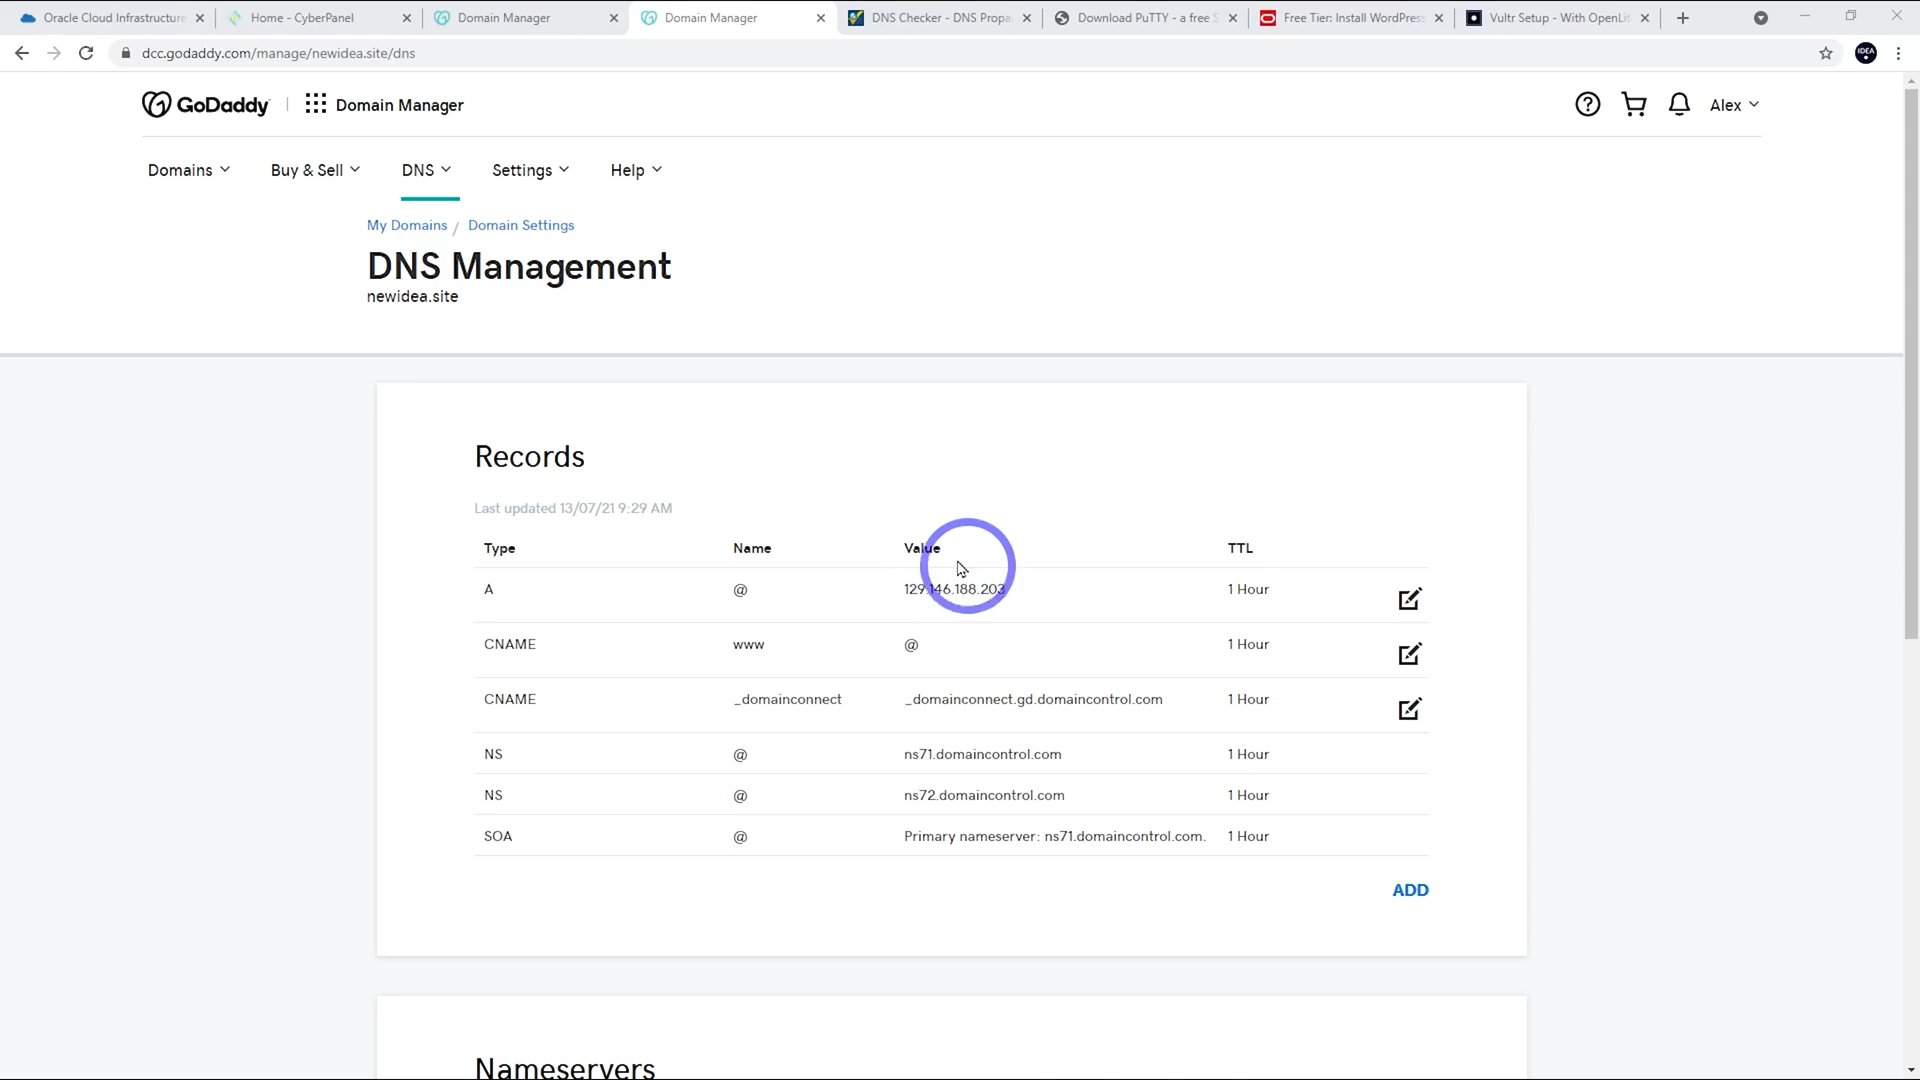 Oracle Cloud Infrastructure
Home - CyberPanel
Domain Manager
Domain Manager
DNS Checker - DNS Propa
Download PuTTY - a free S
Free Tier: Install WordPress
Vultr Setup - With OpenLit
dcc.godaddy.com/manage/newidea.site/dns
IDEA
GoDaddy
Domain Manager
Alex
Domains
Buy & Sell
DNS
Settings
Help
My Domains / Domain Settings
DNS Management
newidea.site
Records
Last updated 13/07/21 9:29 AM
Type Name Value TTL
A @ 129.146.188.203 1 Hour
CNAME www @ 1 Hour
CNAME _domainconnect _domainconnect.gd.domaincontrol.com 1 Hour
NS @ ns71.domaincontrol.com 1 Hour
NS @ ns72.domaincontrol.com 1 Hour
SOA @ Primary nameserver: ns71.domaincontrol.com. 1 Hour
ADD
Nameservers